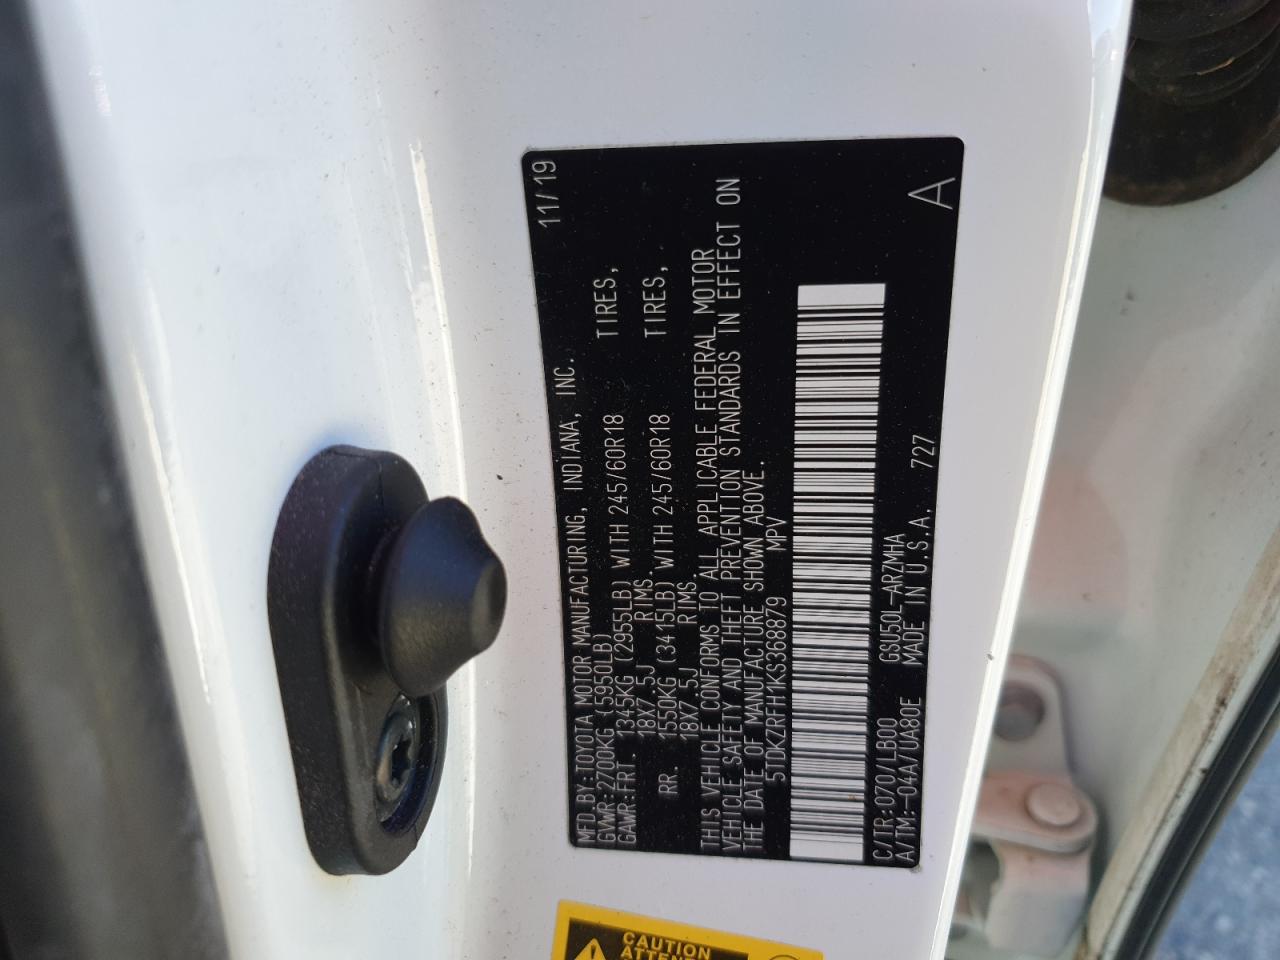 MFD. BY: TOYOTA MOTOR MANUFACTURING, INDIANA, INC. 11/19
GVWR: 2700KG (5950LB)
GAWR: FRT. 1345KG (2955LB) WITH 245/60R18 TIRES,
18X7.5J RIMS.
RR. 1550KG (3415LB) WITH 245/60R18 TIRES,
18X7.5J RIMS.
THIS VEHICLE CONFORMS TO ALL APPLICABLE FEDERAL MOTOR
VEHICLE SAFETY AND THEFT PREVENTION STANDARDS IN EFFECT ON
THE DATE OF MANUFACTURE SHOWN ABOVE.
5TDKZRFH1KS368879 MPV
C/TR: 070/LB00 GSU50L-ARZMHA
A/TM: -04A/UA80E MADE IN U.S.A. 727 A
CAUTION